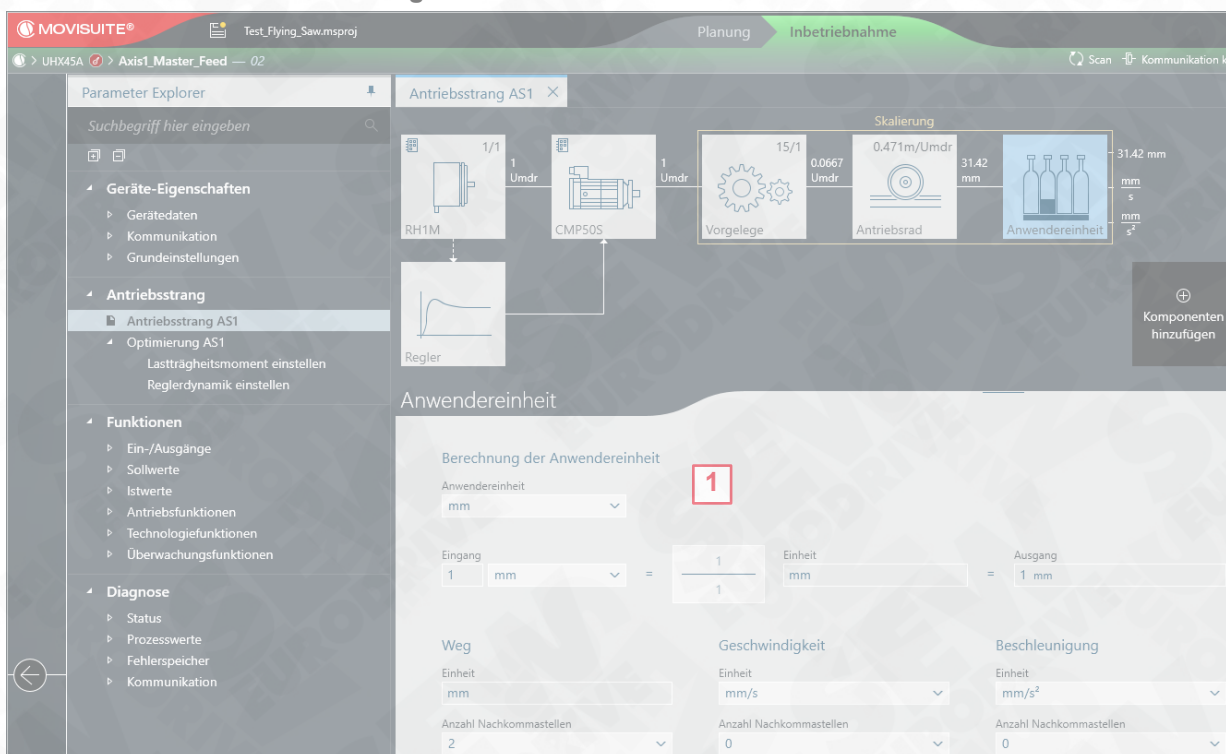 MOVISUITE®
Test_Flying_Saw.msproj
Planung
Inbetriebnahme
> UHX45A > Axis1_Master_Feed — 02
Scan
Kommunikation k
Parameter Explorer
Suchbegriff hier eingeben
Geräte-Eigenschaften
Gerätedaten
Kommunikation
Grundeinstellungen
Antriebsstrang
Antriebsstrang AS1
Optimierung AS1
Lastträgheitsmoment einstellen
Reglerdynamik einstellen
Funktionen
Ein-/Ausgänge
Sollwerte
Istwerte
Antriebsfunktionen
Technologiefunktionen
Überwachungsfunktionen
Diagnose
Status
Prozesswerte
Fehlerspeicher
Kommunikation
Antriebsstrang AS1
Skalierung
1/1
RH1M
1
Umdr
CMP50S
1
Umdr
15/1
Vorgelege
0.0667
Umdr
0.471m/Umdr
Antriebsrad
31.42
mm
Anwendereinheit
31.42 mm
mm
s
mm
s²
Regler
Komponenten
hinzufügen
Anwendereinheit
Berechnung der Anwendereinheit
1
Anwendereinheit
mm
Eingang
1 mm
=
1
1
Einheit
mm
=
Ausgang
1 mm
Weg
Einheit
mm
Anzahl Nachkommastellen
2
Geschwindigkeit
Einheit
mm/s
Anzahl Nachkommastellen
0
Beschleunigung
Einheit
mm/s²
Anzahl Nachkommastellen
0